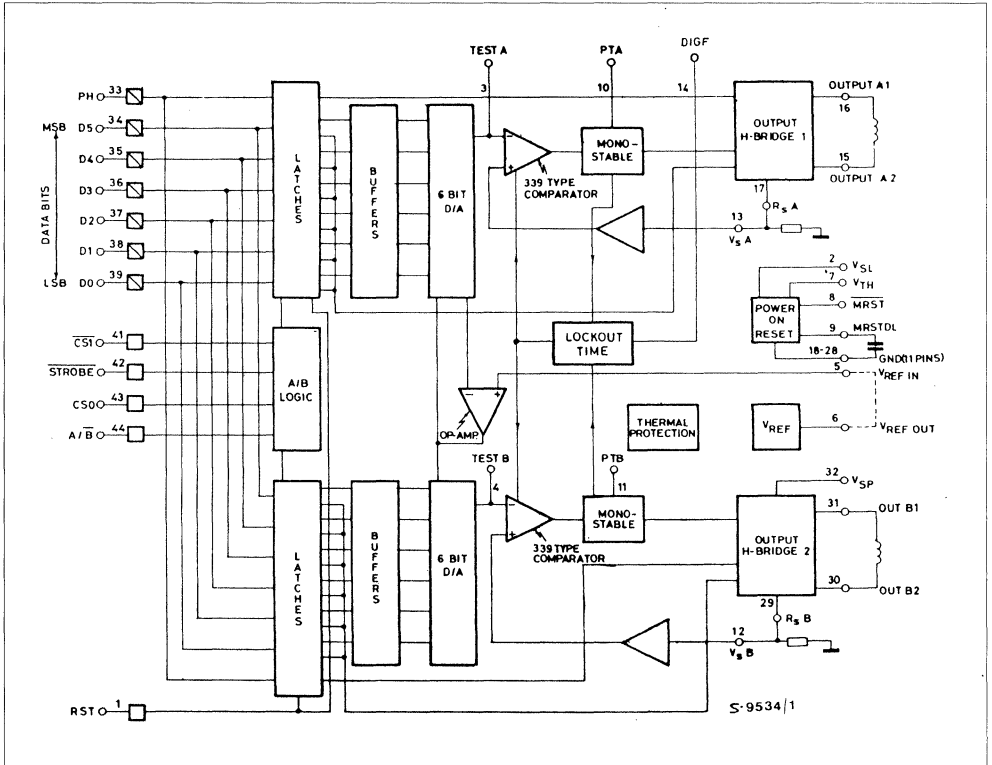 TEST A
PTA
DIGF
3
10
14
PH 33
MSB D5 34
D4 35
D3 36
D2 37
D1 38
LSB D0 39
DATA BITS
LATCHES
BUFFERS
6 BIT D/A
339 TYPE COMPARATOR
MONO-STABLE
OUTPUT H-BRIDGE 1
OUTPUT A1
16
15
OUTPUT A2
17
RsA
13
VsA
2 VSL
7 VTH
8 MRST
9 MRSTDL
POWER ON RESET
18-28
GND(11 PINS)
LOCKOUT TIME
CS1 41
STROBE 42
CS0 43
A/B 44
A/B LOGIC
OP-AMP.
5
VREF IN
THERMAL PROTECTION
VREF
6
VREF OUT
TEST B
4
PTB
11
32
VSP
LATCHES
BUFFERS
6 BIT D/A
339 TYPE COMPARATOR
MONO-STABLE
OUTPUT H-BRIDGE 2
31
OUT B1
30
OUT B2
29
RsB
12
VsB
RST 1
S-9534/1